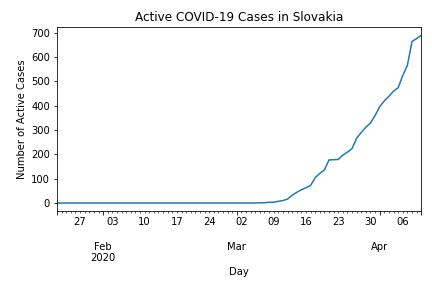 Active COVID-19 Cases in Slovakia
700
600
500
400
300
200
100
0
Number of Active Cases
27 03 10 17 24 02 09 16 23 30 06
Feb Mar Apr
2020
Day